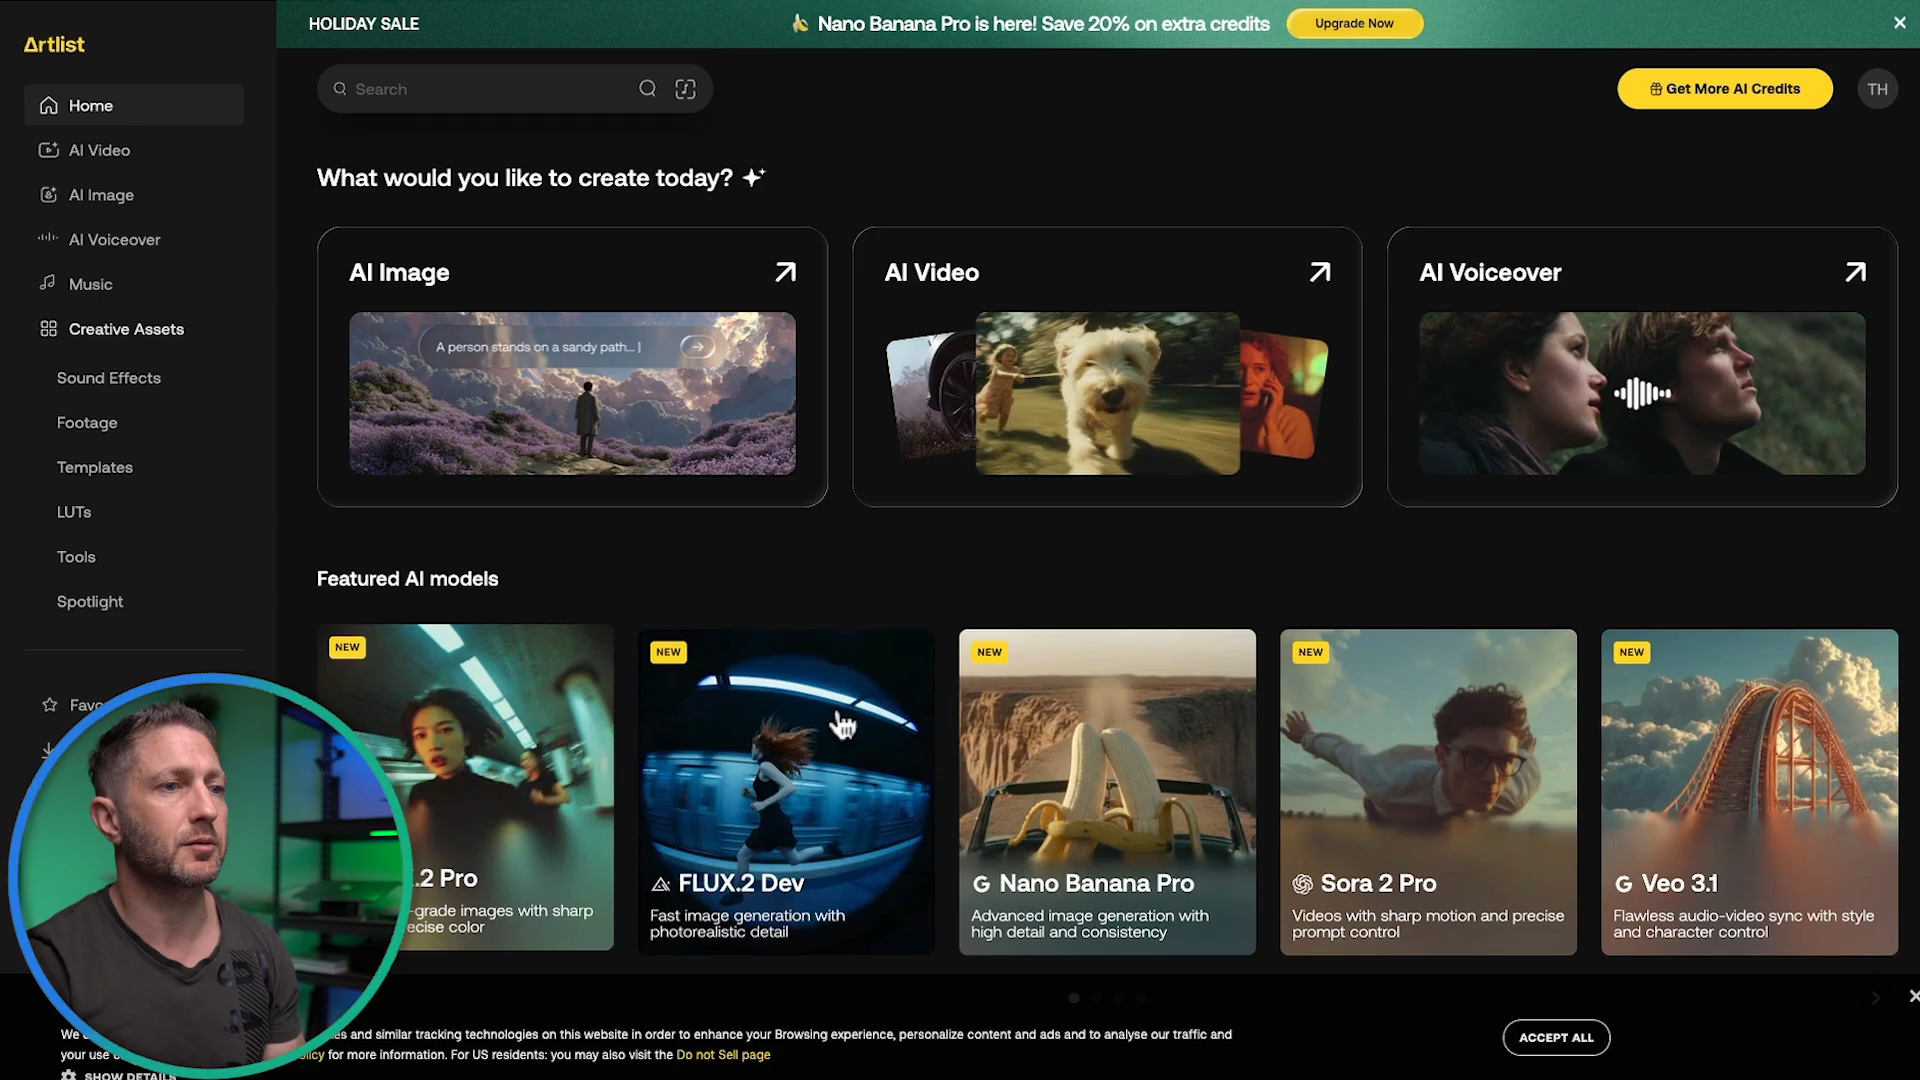 HOLIDAY SALE
Nano Banana Pro is here! Save 20% on extra credits
Upgrade Now
Artlist
Home
AI Video
AI Image
AI Voiceover
Music
Creative Assets
Sound Effects
Footage
Templates
LUTs
Tools
Spotlight
Favo
Search
Get More AI Credits
TH
What would you like to create today?
AI Image
A person stands on a sandy path... |
AI Video
AI Voiceover
Featured AI models
NEW
.2 Pro
-grade images with sharp
ecise color
NEW
FLUX.2 Dev
Fast image generation with
photorealistic detail
NEW
Nano Banana Pro
Advanced image generation with
high detail and consistency
NEW
Sora 2 Pro
Videos with sharp motion and precise
prompt control
NEW
Veo 3.1
Flawless audio-video sync with style
and character control
We es and similar tracking technologies on this website in order to enhance your Browsing experience, personalize content and ads and to analyse our traffic and
your use olicy for more information. For US residents: you may also visit the Do not Sell page
SHOW DETAILS
ACCEPT ALL